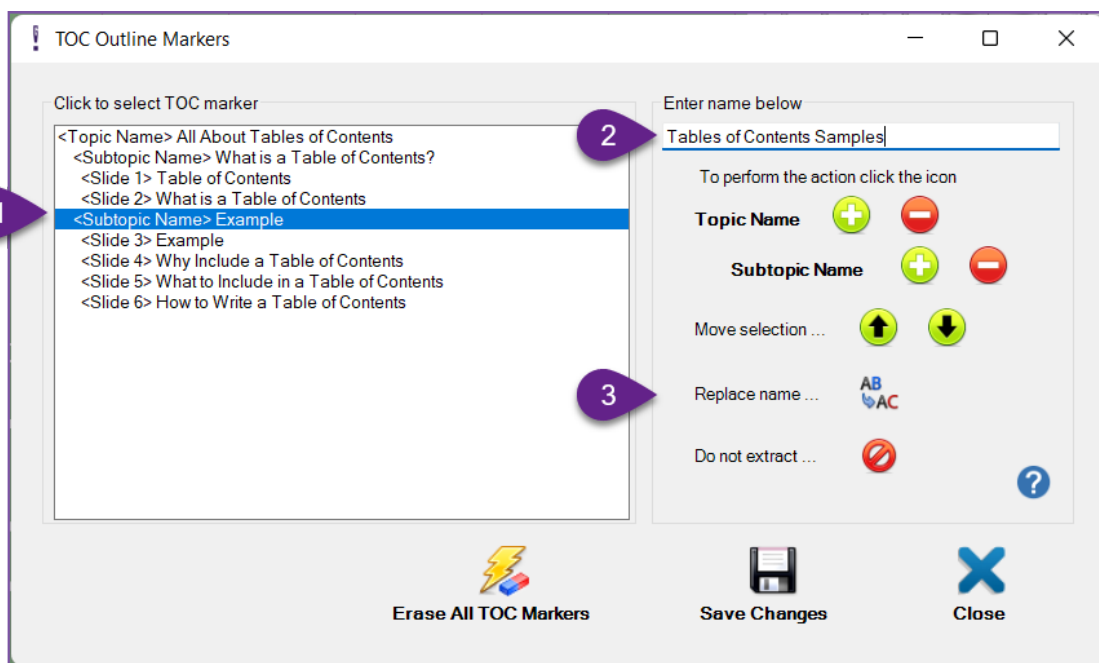 TOC Outline Markers
Click to select TOC marker
<Topic Name> All About Tables of Contents
<Subtopic Name> What is a Table of Contents?
<Slide 1> Table of Contents
<Slide 2> What is a Table of Contents
<Subtopic Name> Example
<Slide 3> Example
<Slide 4> Why Include a Table of Contents
<Slide 5> What to Include in a Table of Contents
<Slide 6> How to Write a Table of Contents
1
Enter name below
2
Tables of Contents Samples
To perform the action click the icon
Topic Name
Subtopic Name
Move selection ...
3
Replace name ... AB AC
Do not extract ...
?
Erase All TOC Markers
Save Changes
Close